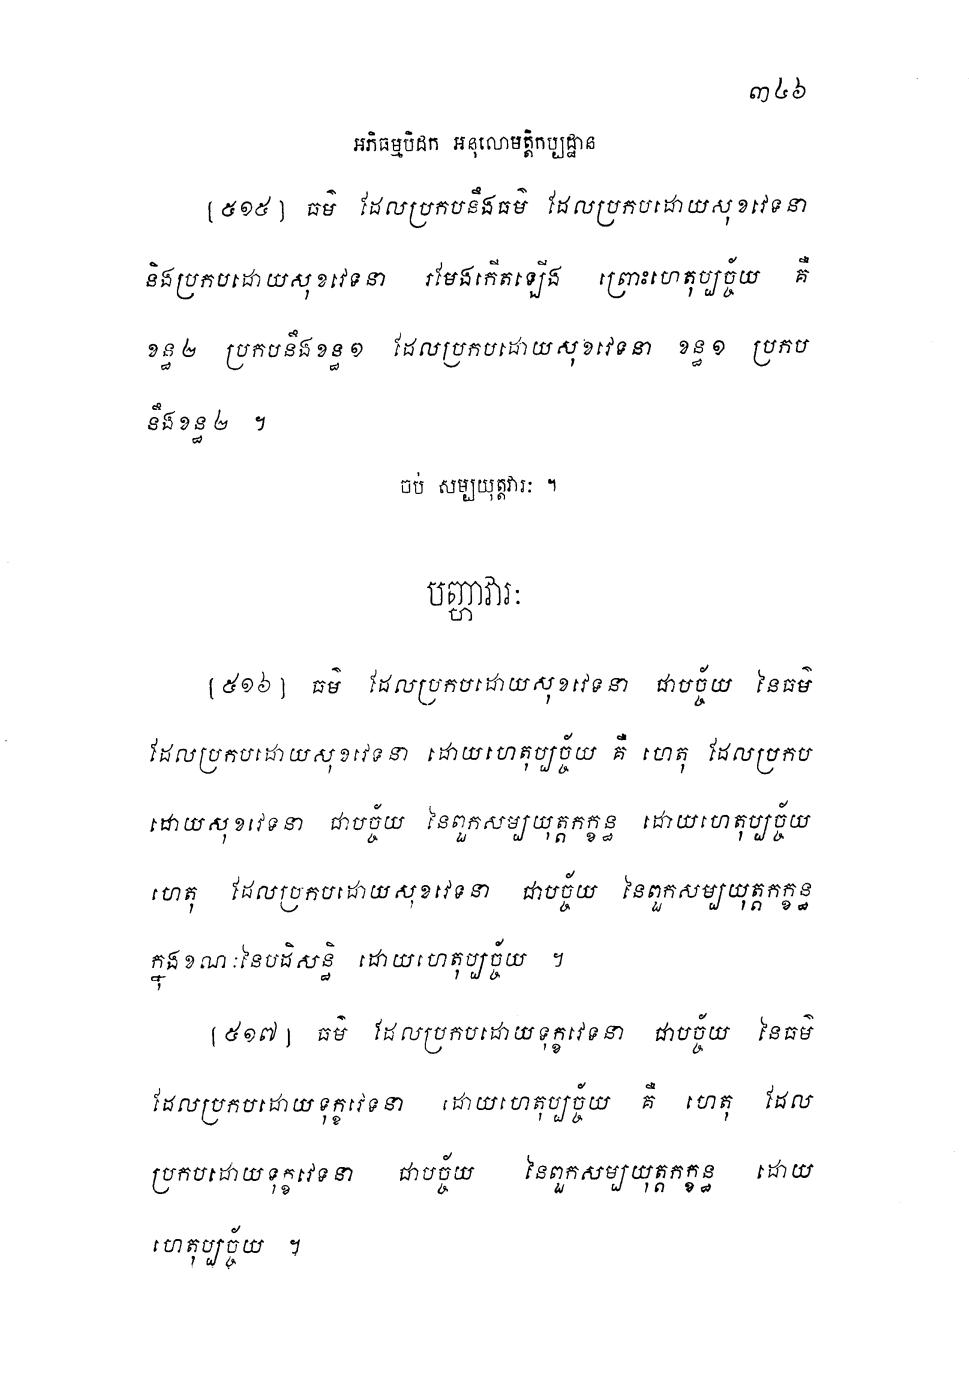 ៣៤៦
អភិធម្មបិដក អនុលោមត្តិកប្បដ្ឋាន
[៥១៥] ធម៌ ដែលប្រកបនឹងធម៌ ដែលប្រកបដោយសុខវេទនា
និងប្រកបដោយសុខវេទនា រមែងកើតឡើង ព្រោះហេតុប្បច្ច័យ គឺ
ខន្ធ២ ប្រកបនឹងខន្ធ១ ដែលប្រកបដោយសុខវេទនា ខន្ធ១ ប្រកប
នឹងខន្ធ២ ។
ចប់ សម្បយុត្តវារៈ ។
បញ្ហាវារៈ
[៥១៦] ធម៌ ដែលប្រកបដោយសុខវេទនា ជាបច្ច័យ នៃធម៌
ដែលប្រកបដោយសុខវេទនា ដោយហេតុប្បច្ច័យ គឺ ហេតុ ដែលប្រកប
ដោយសុខវេទនា ជាបច្ច័យ នៃពួកសម្បយុត្តកក្ខន្ធ ដោយហេតុប្បច្ច័យ
ហេតុ ដែលប្រកបដោយសុខវេទនា ជាបច្ច័យ នៃពួកសម្បយុត្តកក្ខន្ធ
ក្នុងខណៈនៃបដិសន្ធិ ដោយហេតុប្បច្ច័យ ។
[៥១៧] ធម៌ ដែលប្រកបដោយទុក្ខវេទនា ជាបច្ច័យ នៃធម៌
ដែលប្រកបដោយទុក្ខវេទនា ដោយហេតុប្បច្ច័យ គឺ ហេតុ ដែល
ប្រកបដោយទុក្ខវេទនា ជាបច្ច័យ នៃពួកសម្បយុត្តកក្ខន្ធ ដោយ
ហេតុប្បច្ច័យ ។